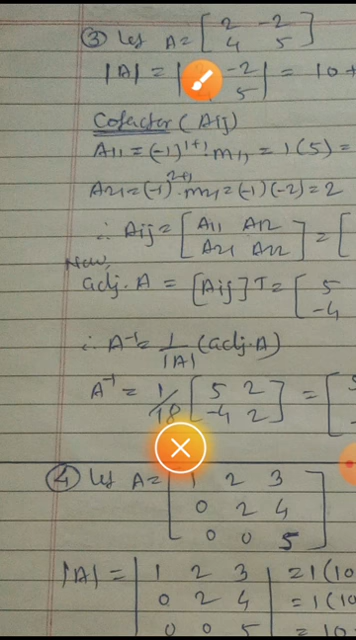 ③ Let A = [ 2 -2
4 5 ]
|A| = | -2
5 | = 10 +
Cofactor (Aij)
A11 = (-1)^1+1 . m11 = 1(5) =
A21 = (-1)^2+1 . m21 = (-1)(-2) = 2
∴ Aij = [ A11 A12
A21 A22 ] = [
Now,
adj. A = [Aij]^T = [ 5
-4
∴ A^-1 = 1/|A| (adj. A)
A^-1 = 1/18 [ 5 2
-4 2 ] = [ 5
④ Let A = [ 1 2 3
0 2 4
0 0 5 ]
|A| = | 1 2 3 | = 1(10
0 2 4 = 1(10
0 0 5 = 10